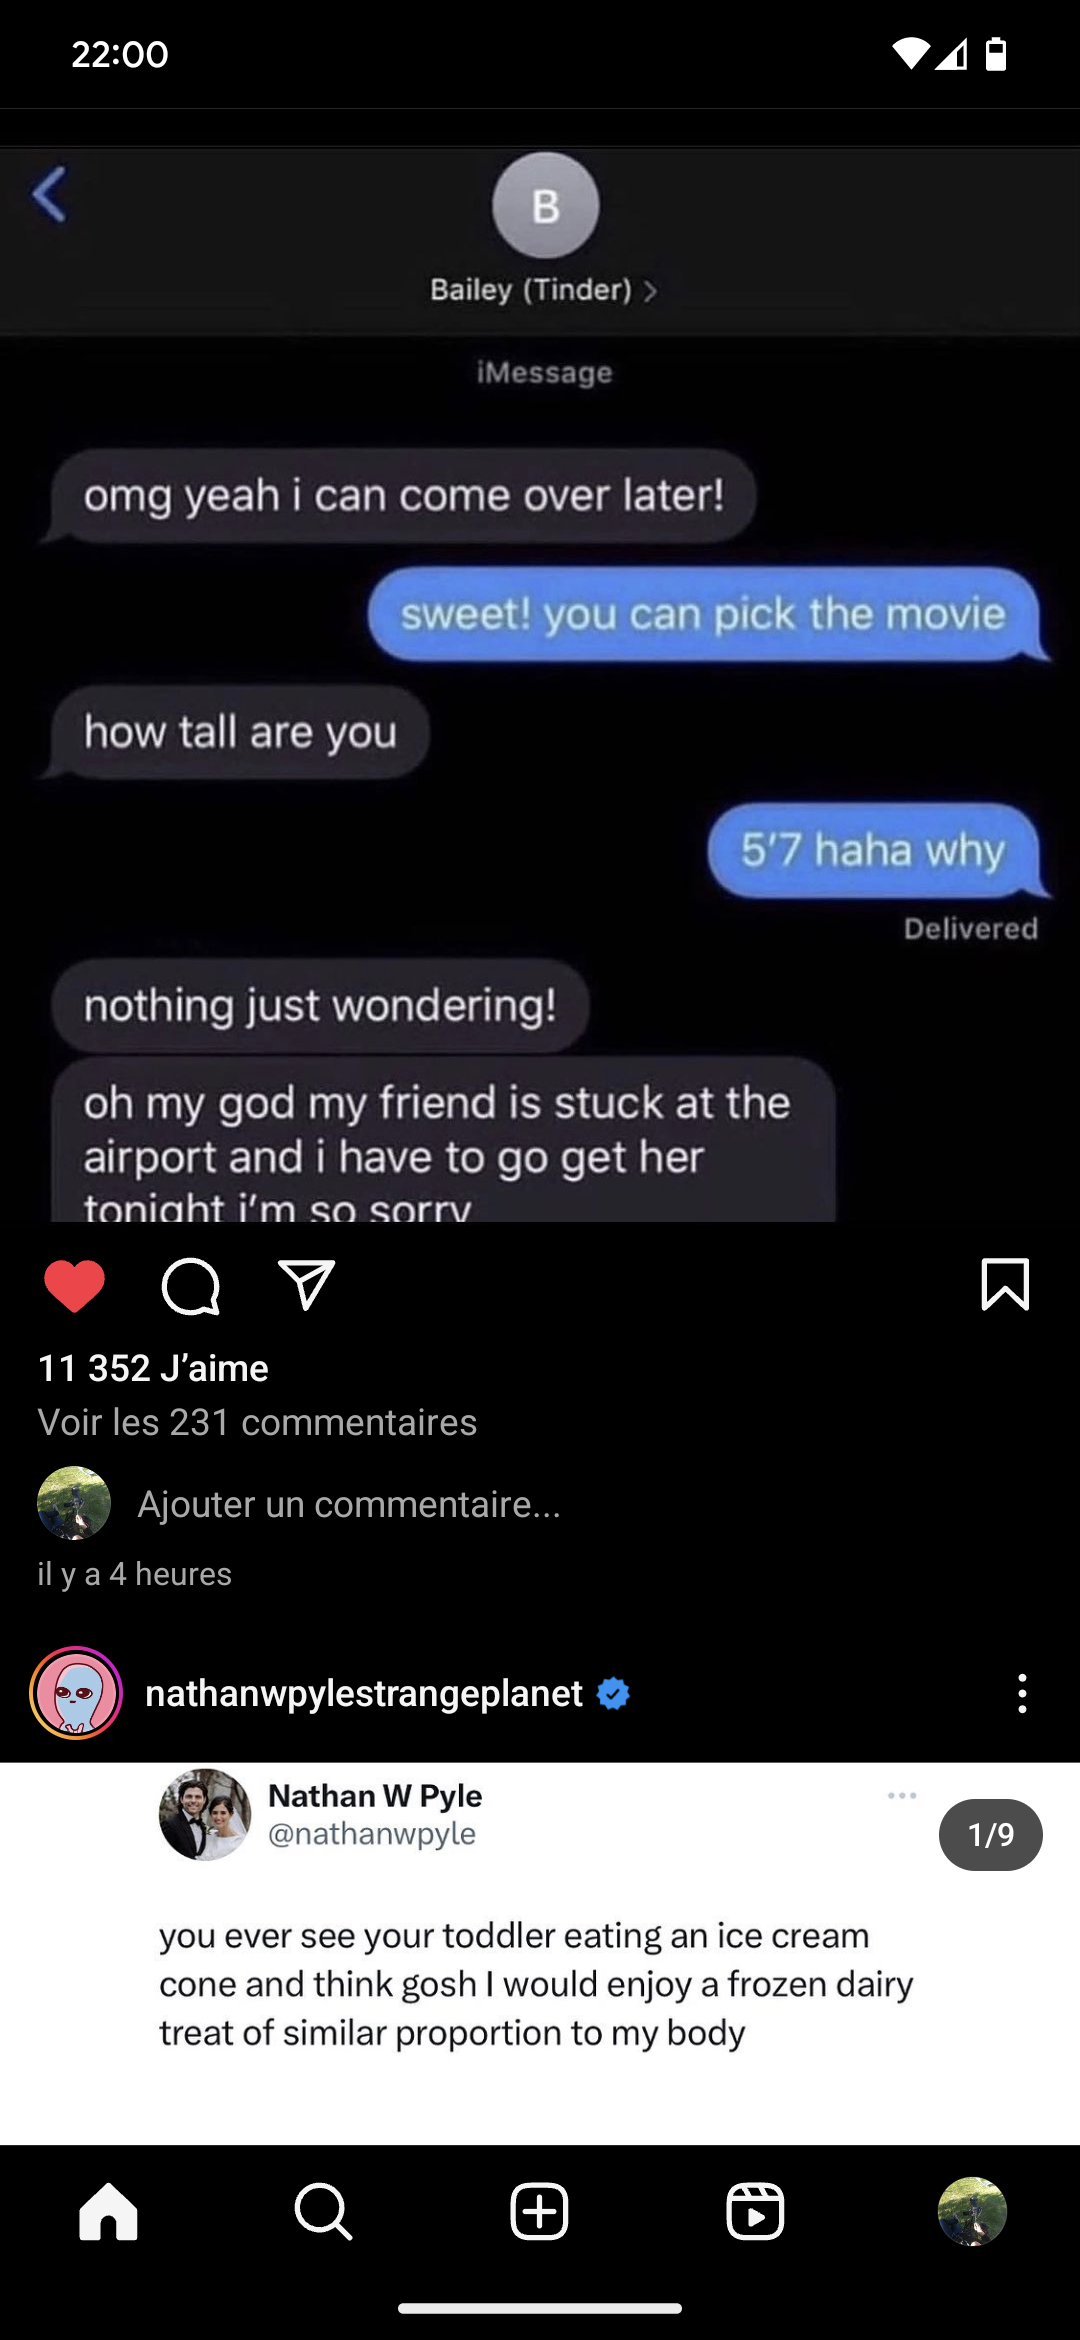 22:00
B
Bailey (Tinder)
iMessage
omg yeah i can come over later!
sweet! you can pick the movie
how tall are you
5'7 haha why
Delivered
nothing just wondering!
oh my god my friend is stuck at the
airport and i have to go get her
tonight i'm so sorry
11 352 J’aime
Voir les 231 commentaires
Ajouter un commentaire...
il y a 4 heures
nathanwpylestrangeplanet
Nathan W Pyle
@nathanwpyle
1/9
you ever see your toddler eating an ice cream
cone and think gosh I would enjoy a frozen dairy
treat of similar proportion to my body